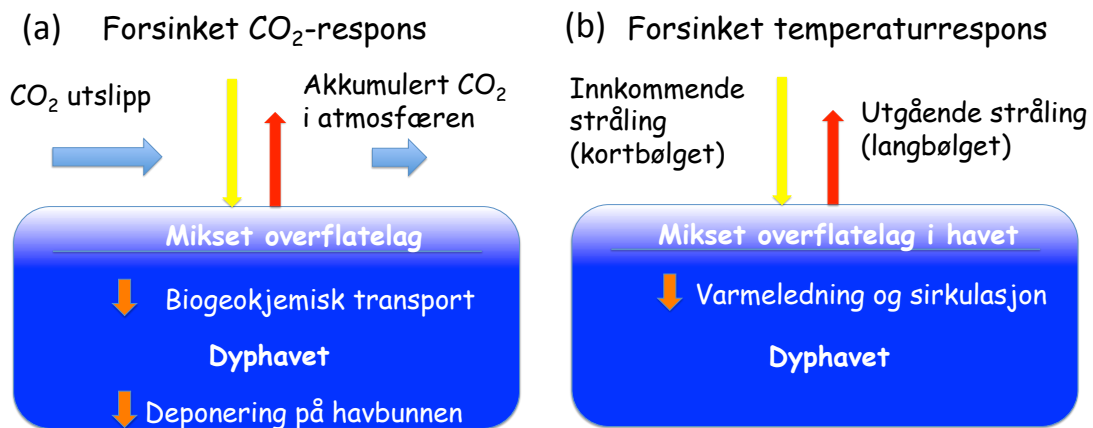 (a) Forsinket CO₂-respons
CO₂ utslipp
Akkumulert CO₂
i atmosfæren
Mikset overflatelag
Biogeokjemisk transport
Dyphavet
Deponering på havbunnen
(b) Forsinket temperaturrespons
Innkommende
stråling
(kortbølget)
Utgående stråling
(langbølget)
Mikset overflatelag i havet
Varmeledning og sirkulasjon
Dyphavet